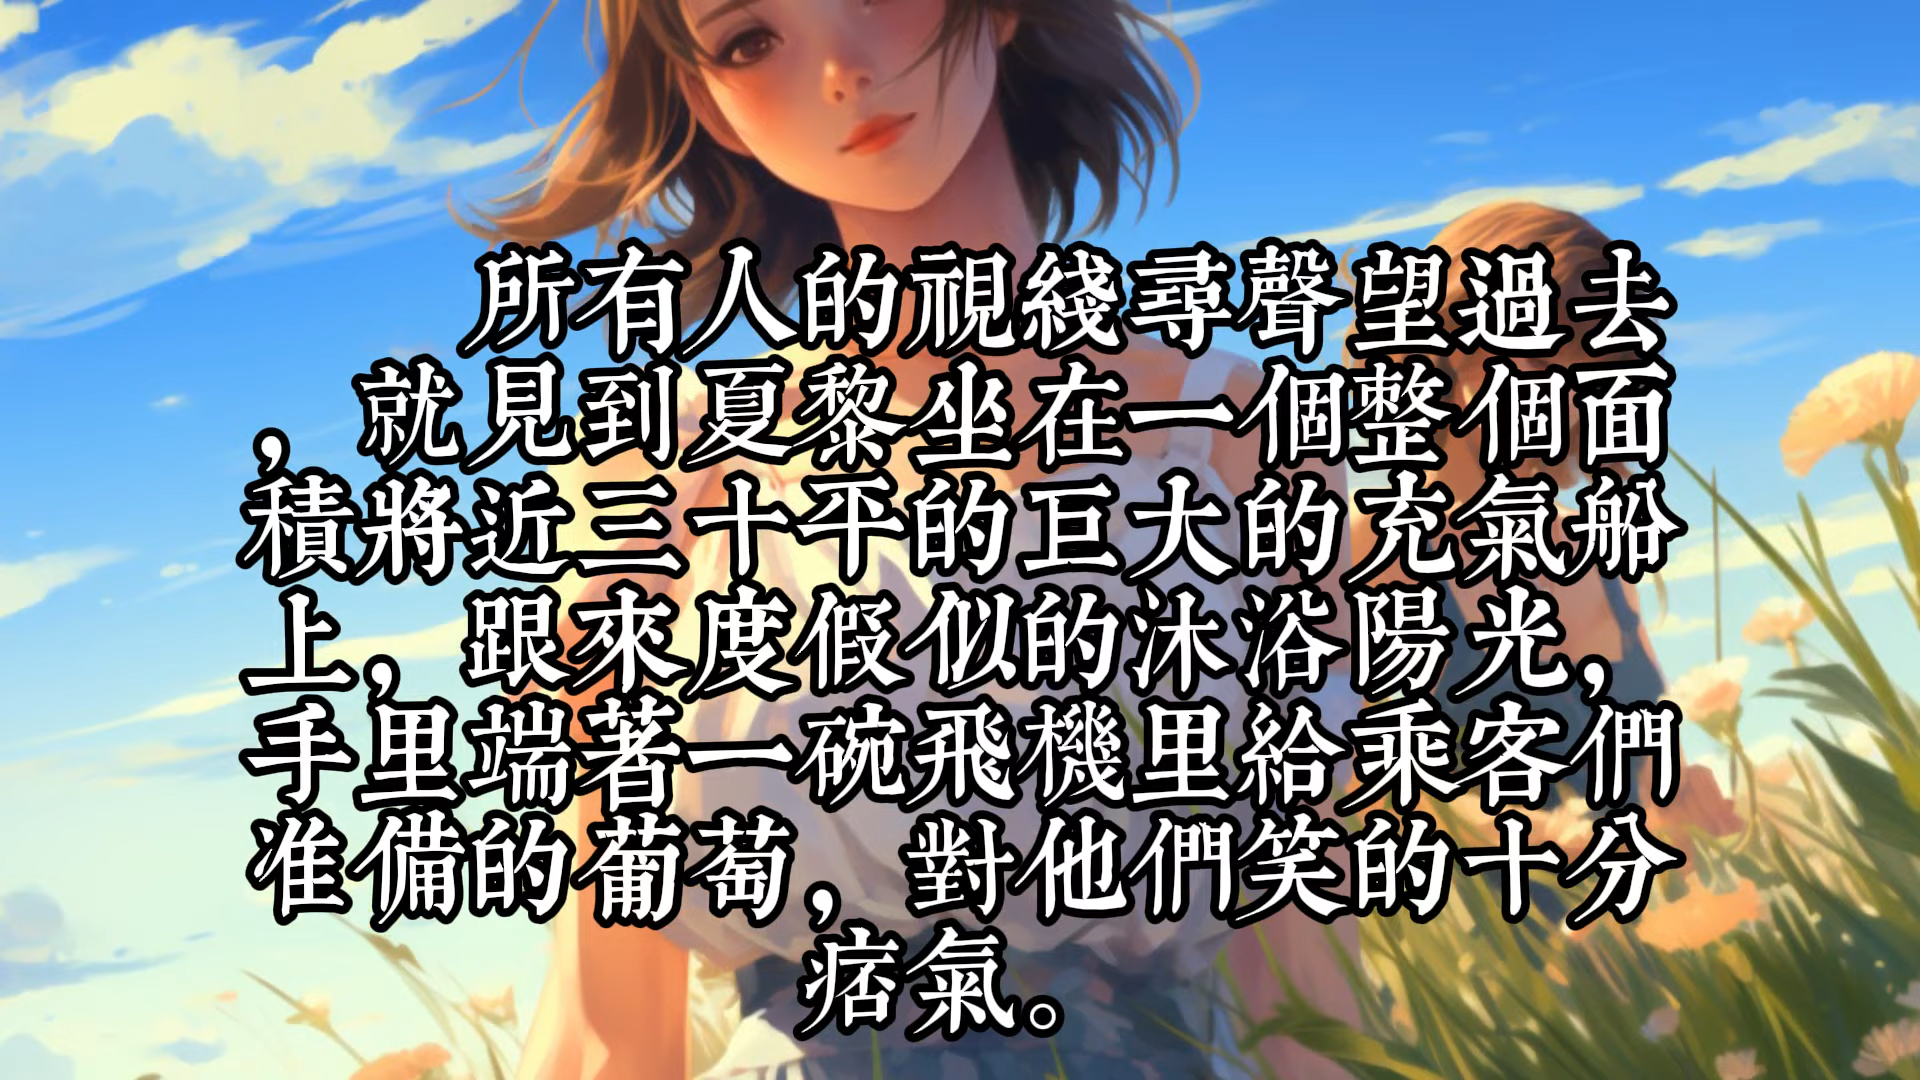 所有人的視綫尋聲望過去
，就見到夏黎坐在一個整個面
積將近三十平的巨大的充氣船
上，跟來度假似的沐浴陽光，
手里端著一碗飛機里給乘客們
准備的葡萄，對他們笑的十分
痞氣。